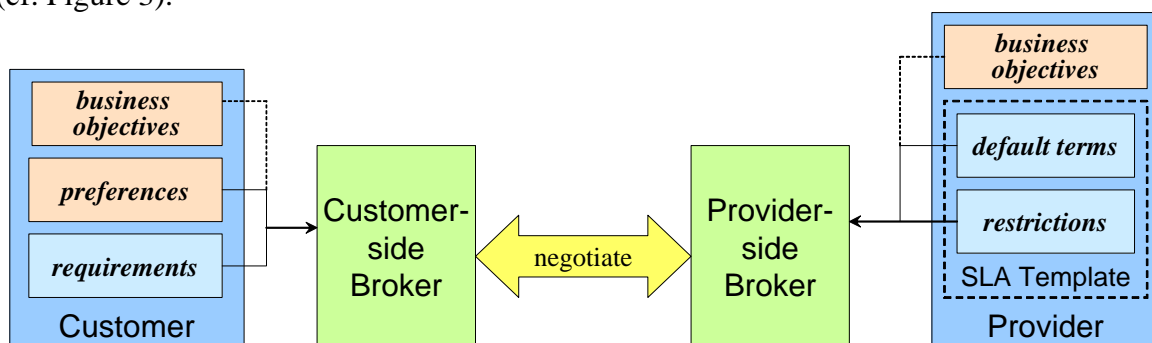 (cf. Figure 3).
business
objectives
preferences
requirements
Customer
Customer-
side
Broker
negotiate
Provider-
side
Broker
business
objectives
default terms
restrictions
SLA Template
Provider